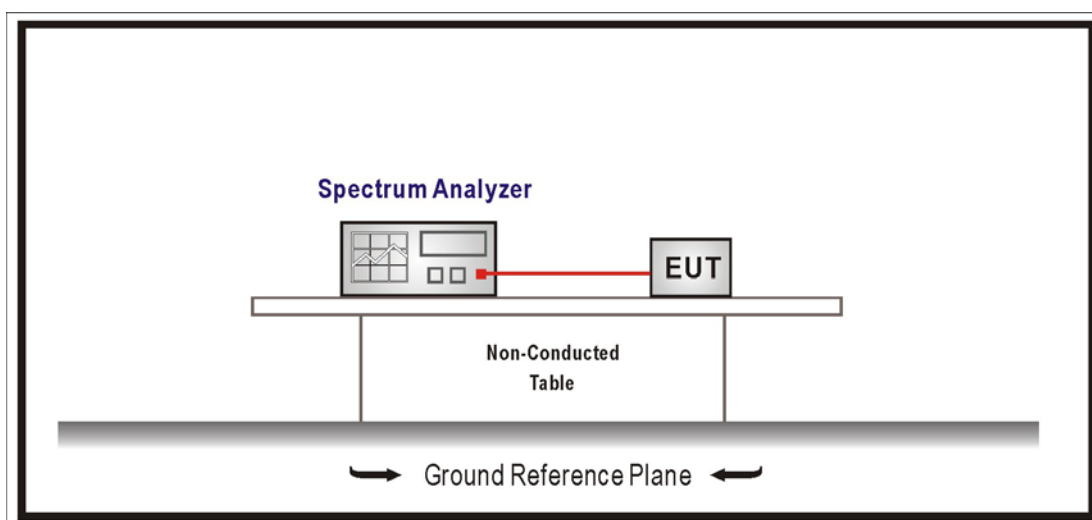 Spectrum Analyzer
EUT
Non-Conducted
Table
Ground Reference Plane